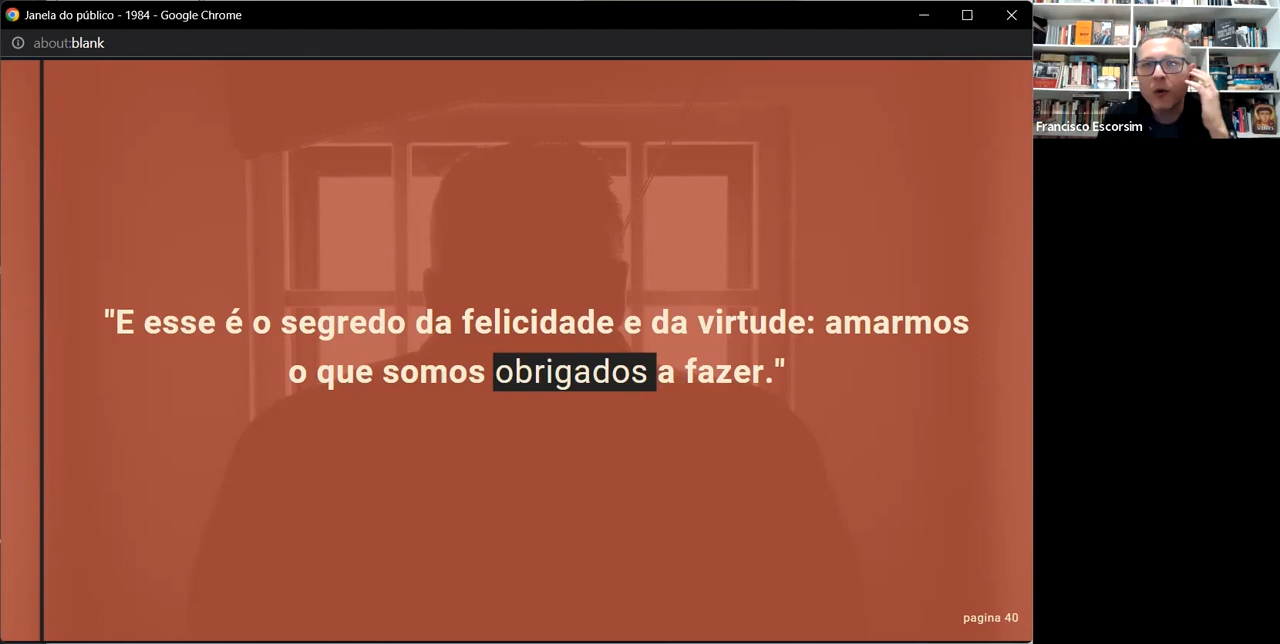 Janela do público - 1984 - Google Chrome
about:blank
Francisco Escorsim
"E esse é o segredo da felicidade e da virtude: amarmos
o que somos obrigados a fazer."
pagina 40